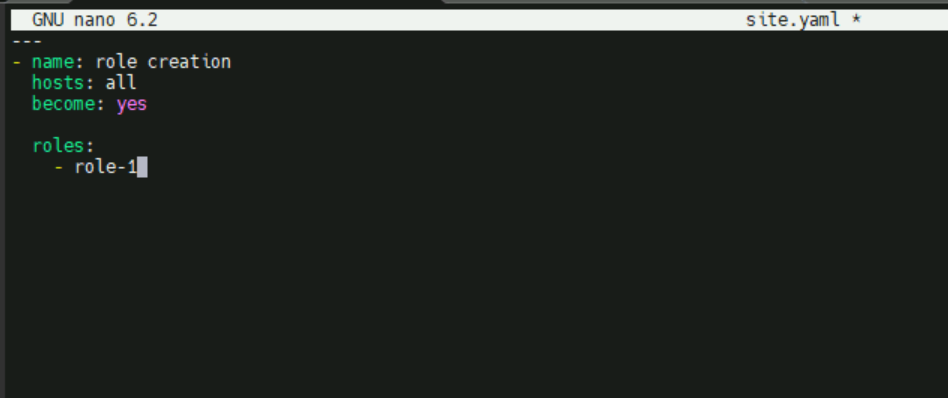 GNU nano 6.2 site.yaml *
---
- name: role creation
  hosts: all
  become: yes

  roles:
    - role-1